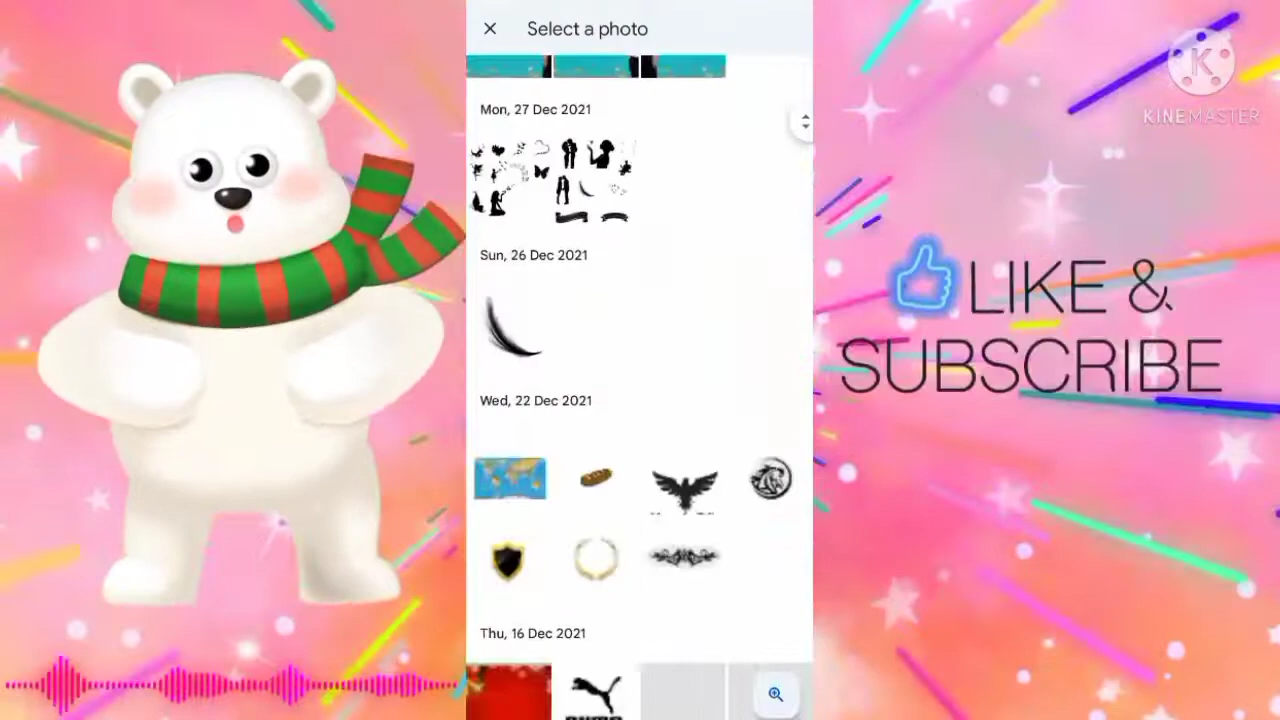 Select a photo
Mon, 27 Dec 2021
Sun, 26 Dec 2021
Wed, 22 Dec 2021
Thu, 16 Dec 2021
K
KINEMASTER
LIKE &
SUBSCRIBE